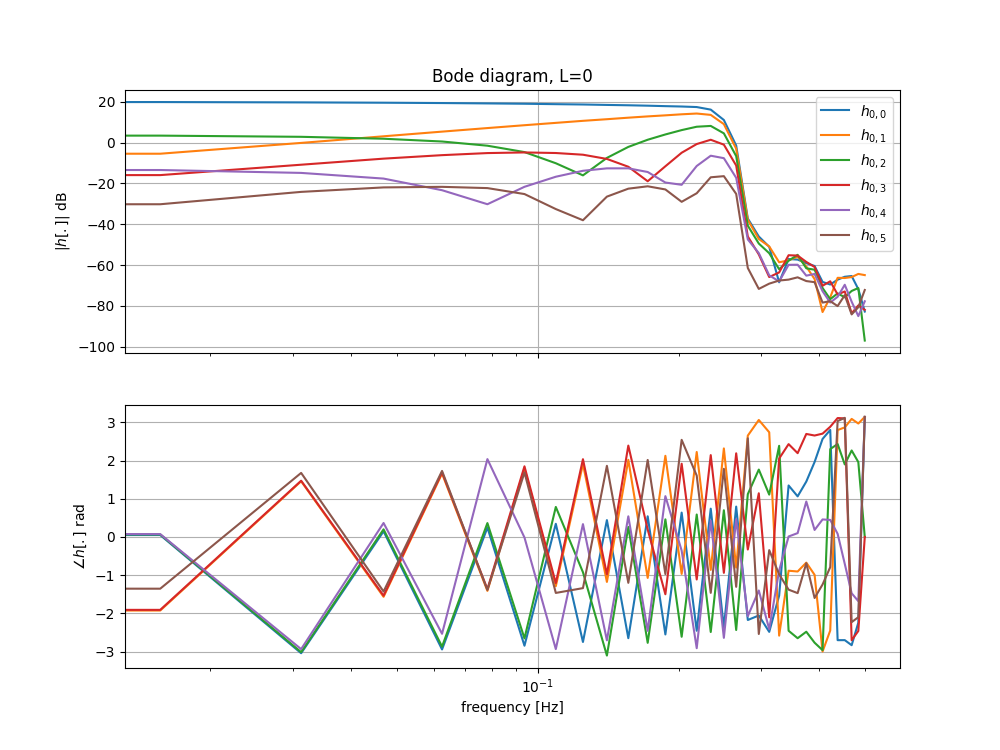 Bode diagram, L=0
|h[.]| dB
20
0
−20
−40
−60
−80
−100
h0,0
h0,1
h0,2
h0,3
h0,4
h0,5
∠h[.] rad
3
2
1
0
−1
−2
−3
10−1
frequency [Hz]